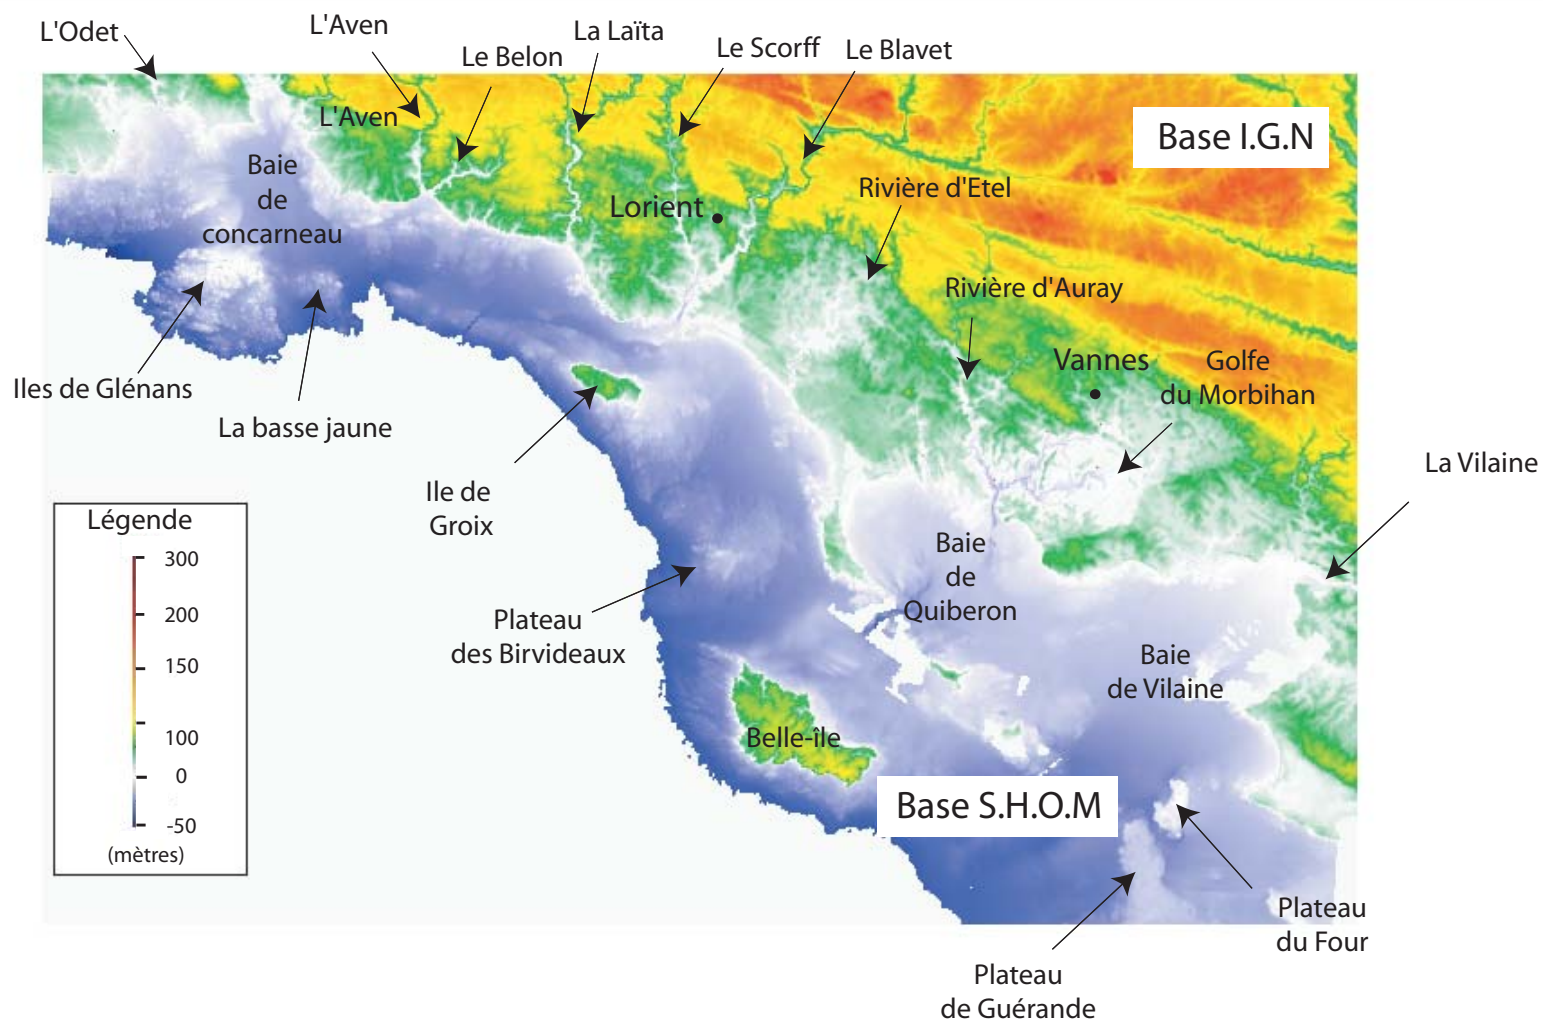 L'Odet
L'Aven
Le Belon
La Laïta
Le Scorff
Le Blavet
L'Aven
Base I.G.N
Baie
de
concarneau
Lorient
Rivière d'Etel
Rivière d'Auray
Vannes
Golfe
du Morbihan
Iles de Glénans
La basse jaune
La Vilaine
Ile de
Groix
Légende
300
200
150
100
0
-50
(mètres)
Baie
de
Quiberon
Plateau
des Birvideaux
Baie
de Vilaine
Belle-île
Base S.H.O.M
Plateau
du Four
Plateau
de Guérande